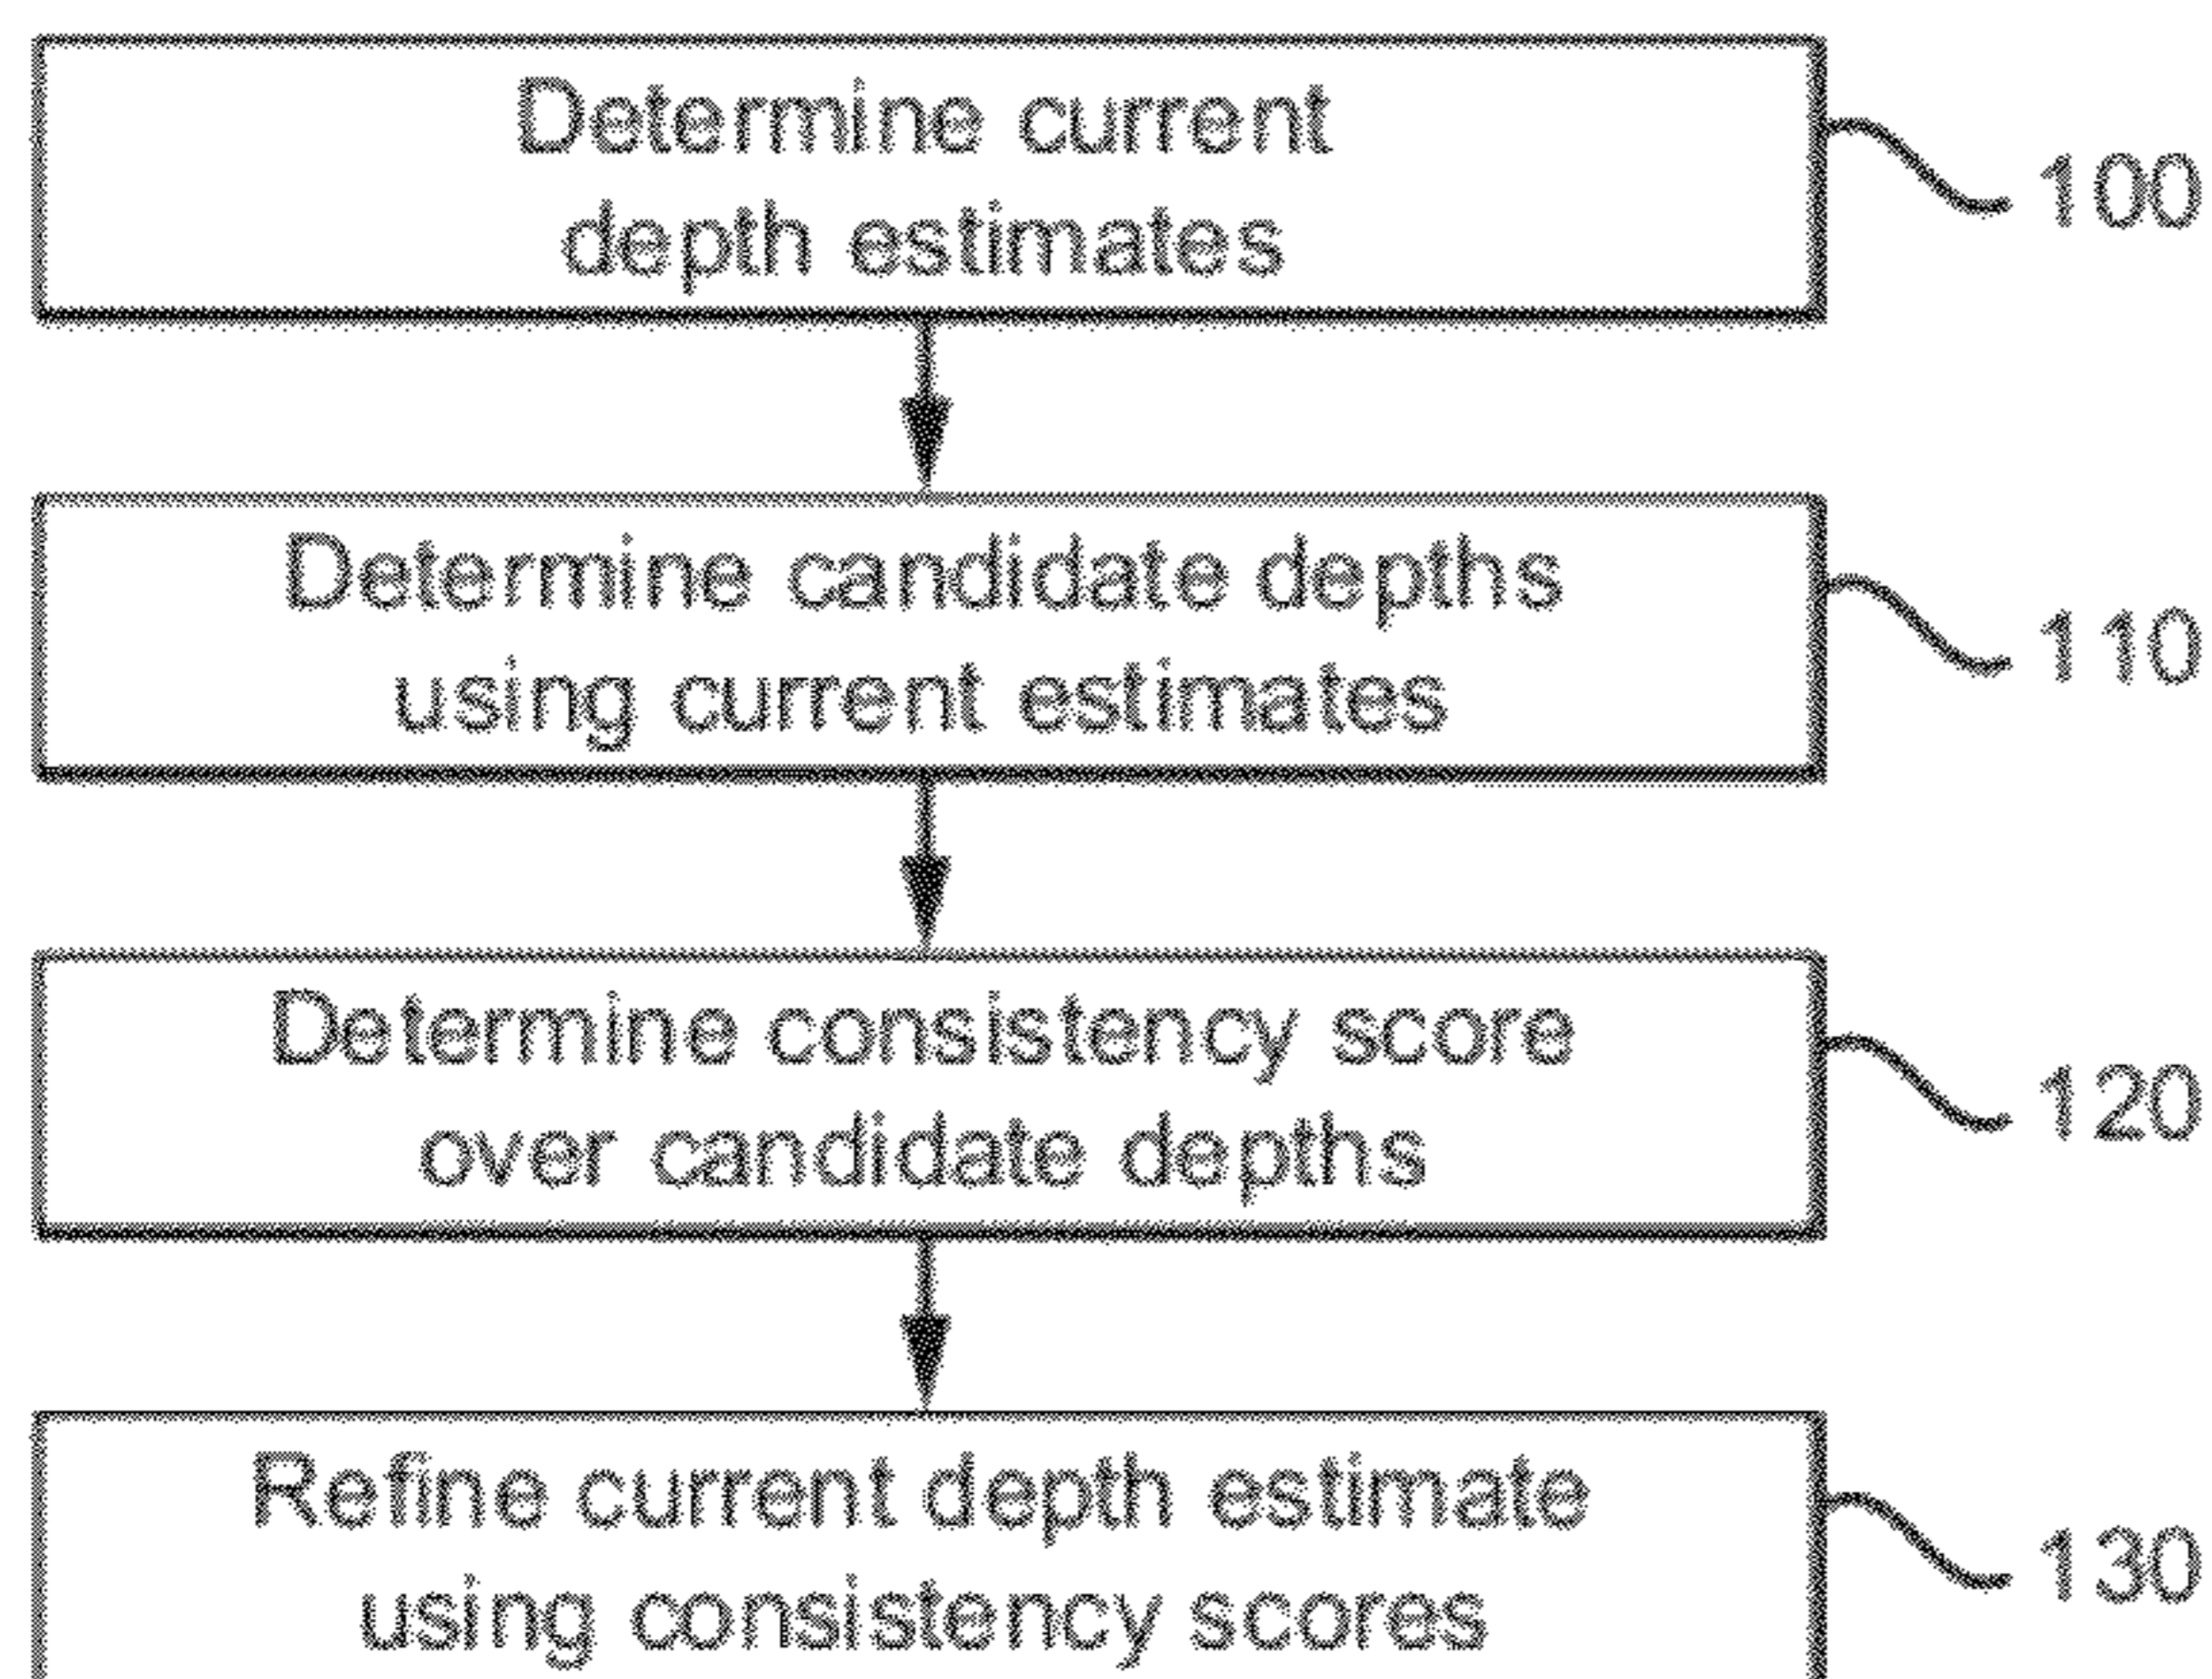 Determine current
depth estimates
100
Determine candidate depths
using current estimates
110
Determine consistency score
over candidate depths
120
Refine current depth estimate
using consistency scores
130